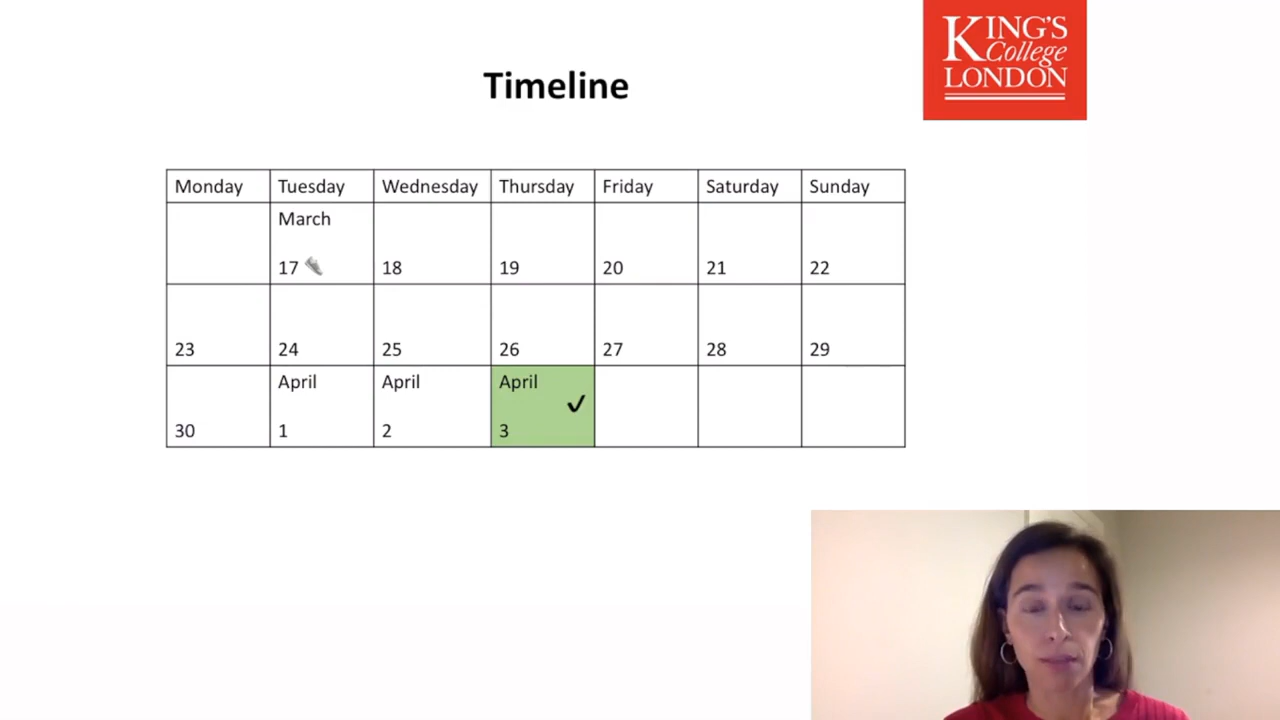 KING'S
College
LONDON
Timeline
Monday Tuesday Wednesday Thursday Friday Saturday Sunday
March
17 18 19 20 21 22
23 24 25 26 27 28 29
April April April
30 1 2 3